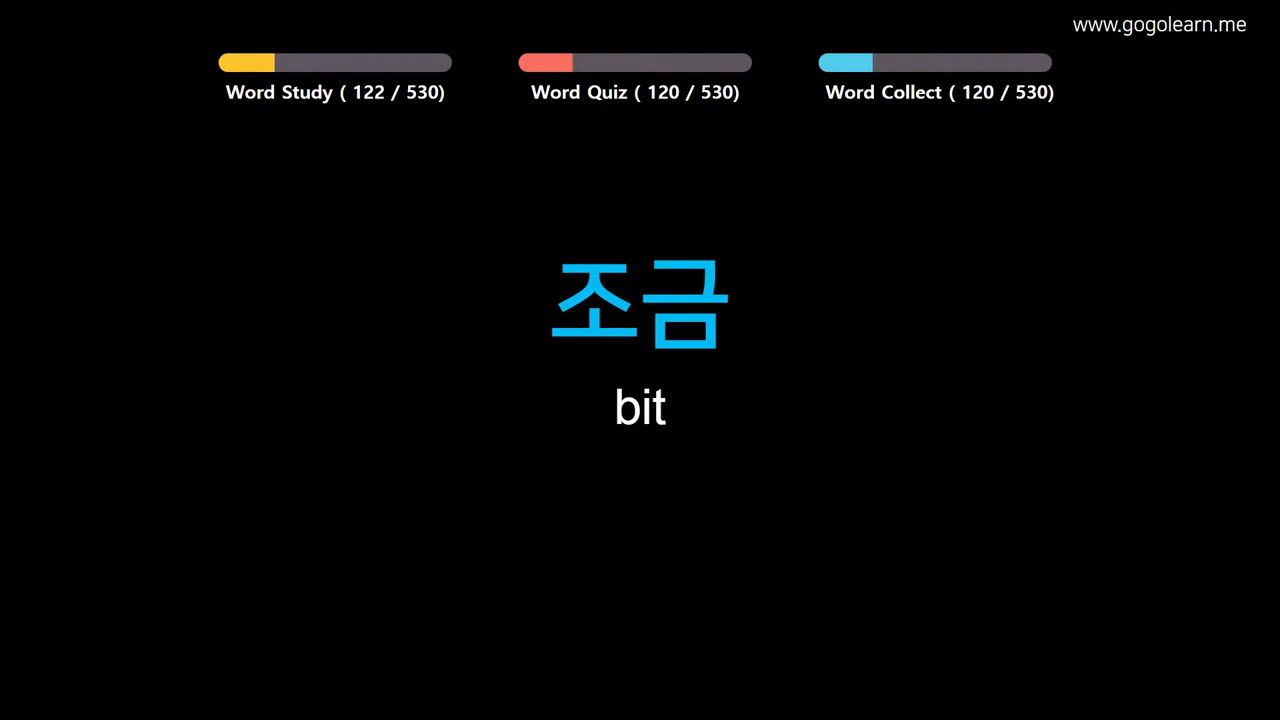 www.gogolearn.me
Word Study ( 122 / 530)
Word Quiz ( 120 / 530)
Word Collect ( 120 / 530)
조금
bit